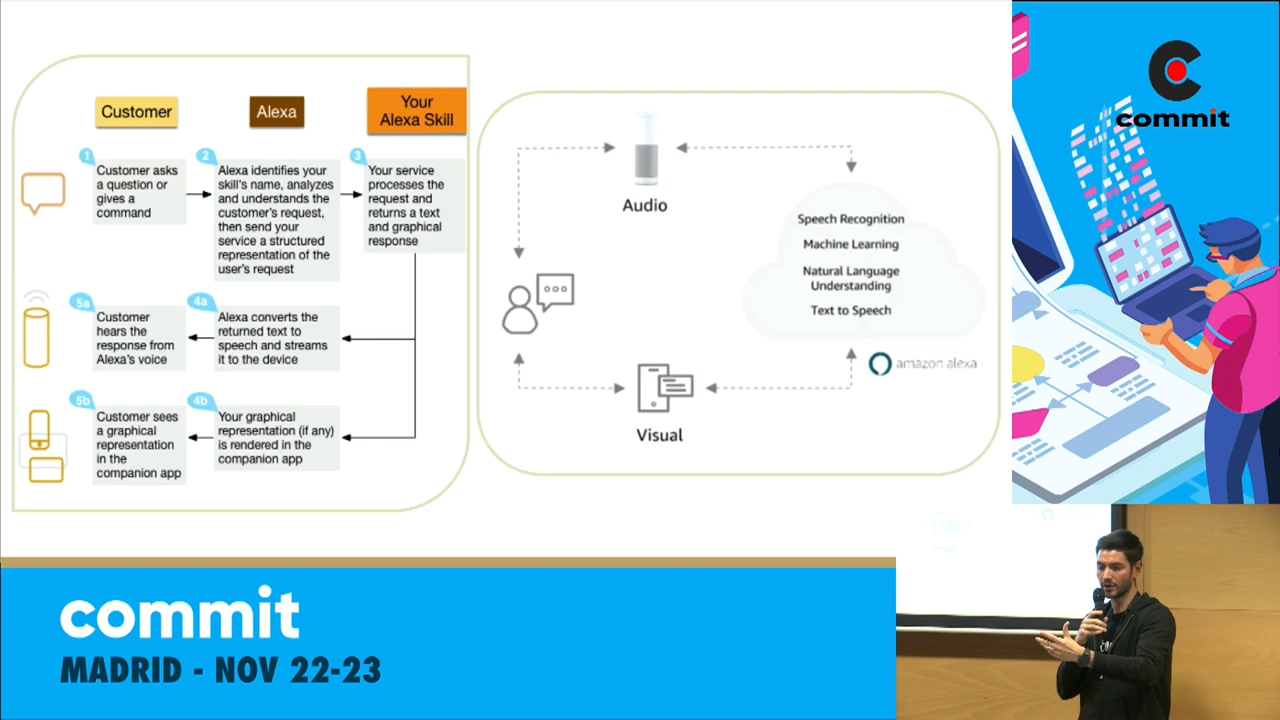 Customer
Alexa
Your
Alexa Skill
1
Customer asks
a question or
gives a
command
2
Alexa identifies your
skill's name, analyzes
and understands the
customer's request,
then send your
service a structured
representation of the
user's request
3
Your service
processes the
request and
returns a text
and graphical
response
5a
Customer
hears the
response from
Alexa's voice
4a
Alexa converts the
returned text to
speech and streams
it to the device
5b
Customer sees
a graphical
representation
in the
companion app
4b
Your graphical
representation (if any)
is rendered in the
companion app
Audio
Speech Recognition
Machine Learning
Natural Language
Understanding
Text to Speech
amazon alexa
Visual
commit
commit
MADRID - NOV 22-23